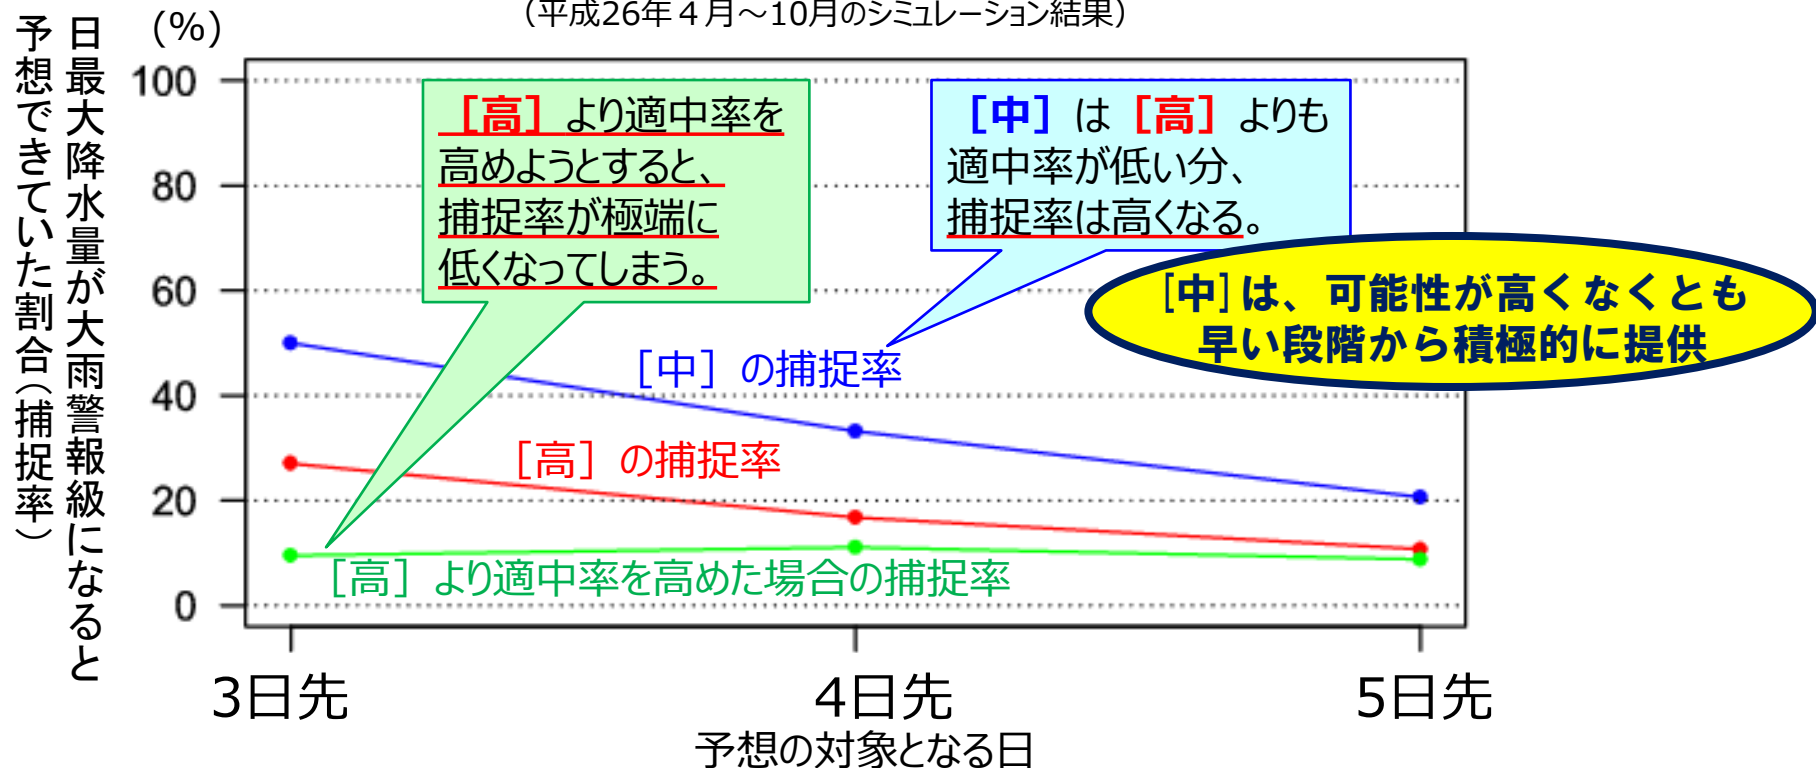 （平成26年４月～10月のシミュレーション結果）
日最大降水量が大雨警報級になると
予想できていた割合（捕捉率）
(%)
100
80
60
40
20
0
［高］より適中率を
高めようとすると、
捕捉率が極端に
低くなってしまう。
［中］は［高］よりも
適中率が低い分、
捕捉率は高くなる。
［中］は、可能性が高くなくとも
早い段階から積極的に提供
［中］の捕捉率
［高］の捕捉率
［高］より適中率を高めた場合の捕捉率
3日先
4日先
5日先
予想の対象となる日